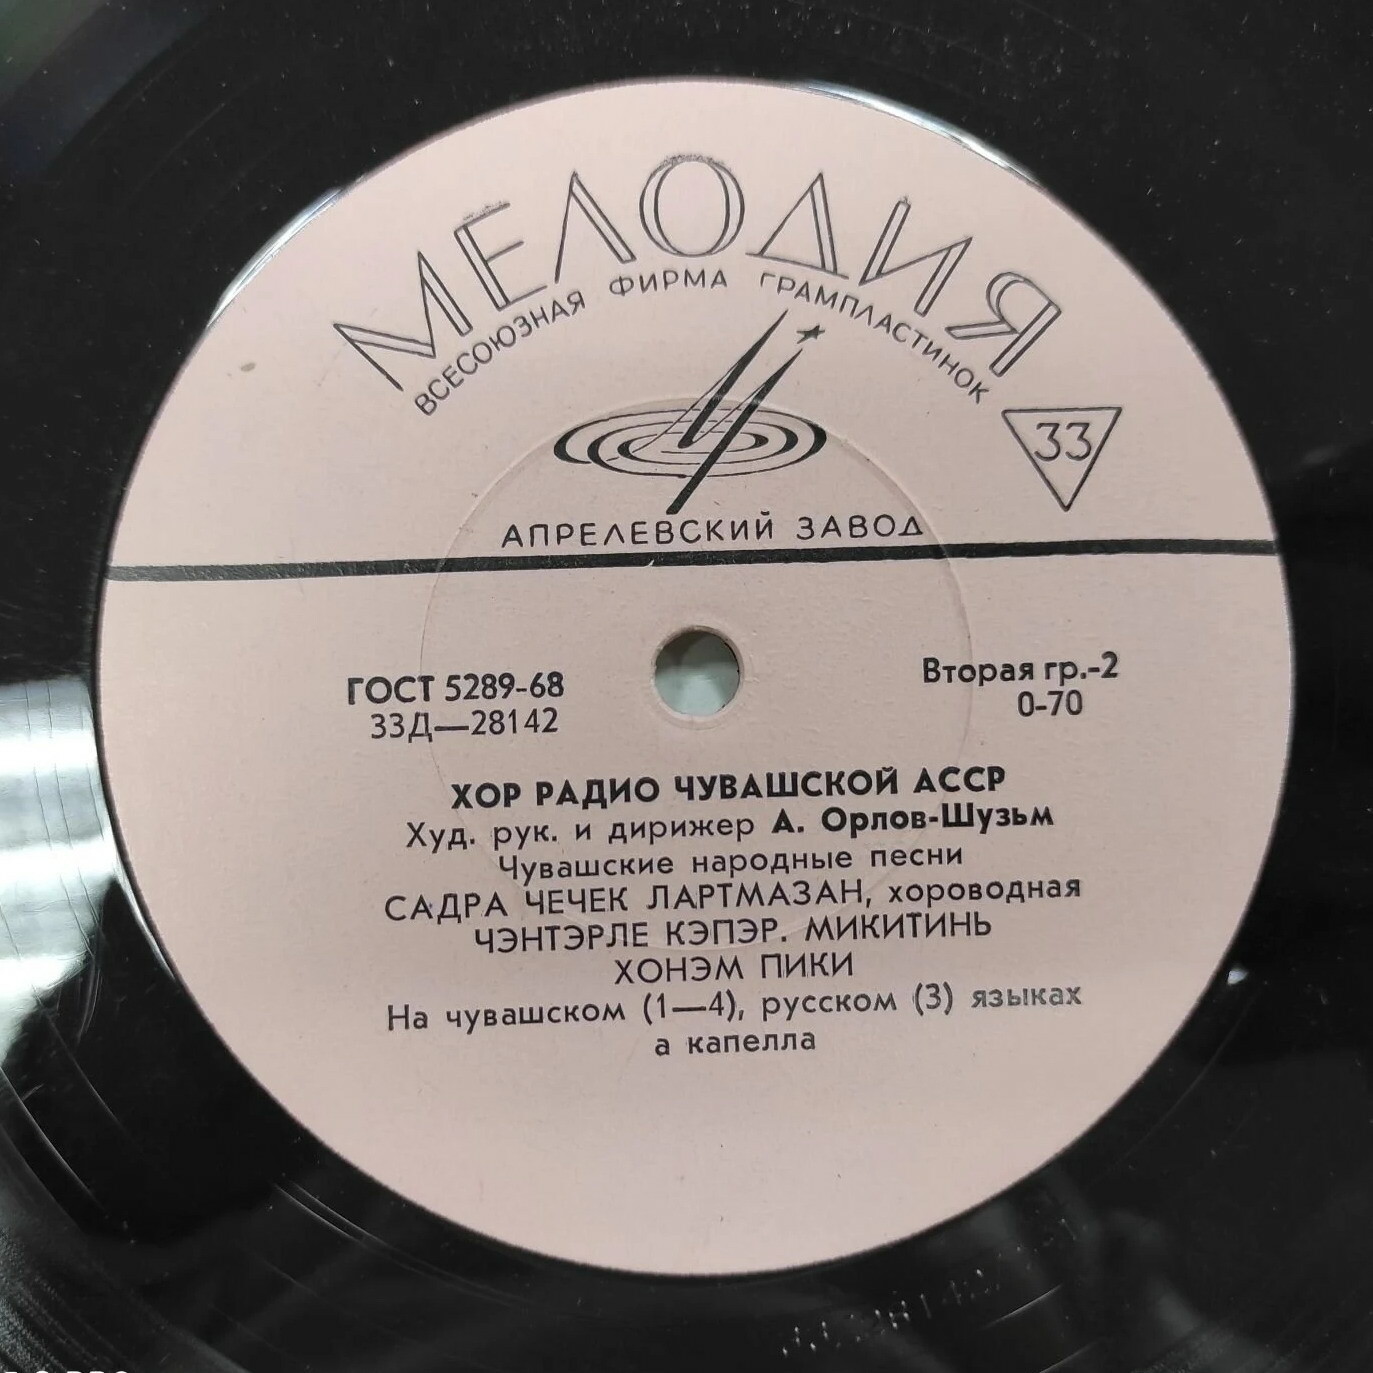 МЕЛОДИЯ
ВСЕСОЮЗНАЯ ФИРМА ГРАМПЛАСТИНОК
33
АПРЕЛЕВСКИЙ ЗАВОД
ГОСТ 5289-68
33Д—28142
Вторая гр.-2
0-70
ХОР РАДИО ЧУВАШСКОЙ АССР
Худ. рук. и дирижер А. Орлов-Шузьм
Чувашские народные песни
САДРА ЧЕЧЕК ЛАРТМАЗАН, хороводная
ЧЭНТЭРЛЕ КЭПЭР. МИКИТИНЬ
ХОНЭМ ПИКИ
На чувашском (1—4), русском (3) языках
а капелла